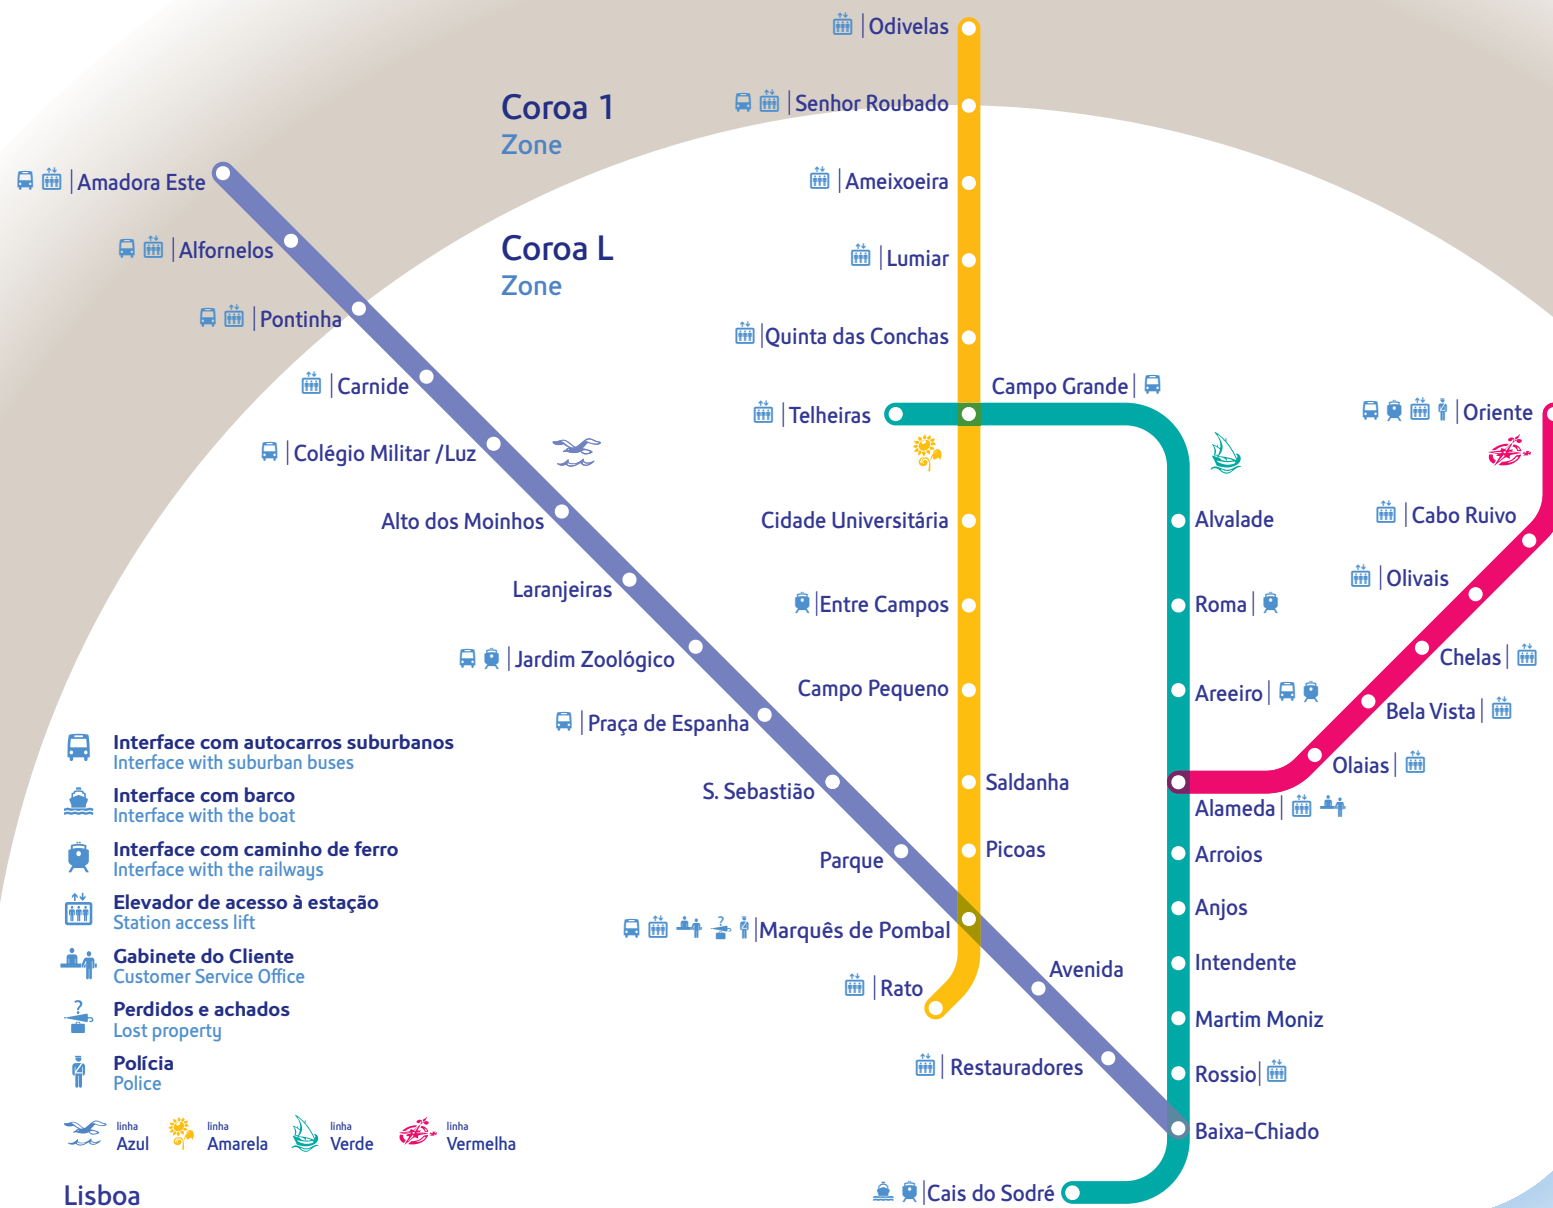 Odivelas
Coroa 1
Zone
Senhor Roubado
Amadora Este
Ameixoeira
Alfornelos
Coroa L
Zone
Lumiar
Pontinha
Quinta das Conchas
Carnide
Campo Grande
Telheiras
Oriente
Colégio Militar /Luz
Alto dos Moinhos
Cidade Universitária
Alvalade
Cabo Ruivo
Laranjeiras
Olivais
Entre Campos
Roma
Jardim Zoológico
Chelas
Campo Pequeno
Areeiro
Bela Vista
Praça de Espanha
Olaias
S. Sebastião
Saldanha
Alameda
Parque
Picoas
Arroios
Anjos
Marquês de Pombal
Avenida
Intendente
Rato
Martim Moniz
Restauradores
Rossio
Baixa-Chiado
Cais do Sodré
Interface com autocarros suburbanos
Interface with suburban buses
Interface com barco
Interface with the boat
Interface com caminho de ferro
Interface with the railways
Elevador de acesso à estação
Station access lift
Gabinete do Cliente
Customer Service Office
?
Perdidos e achados
Lost property
Polícia
Police
linha
Azul
linha
Amarela
linha
Verde
linha
Vermelha
Lisboa